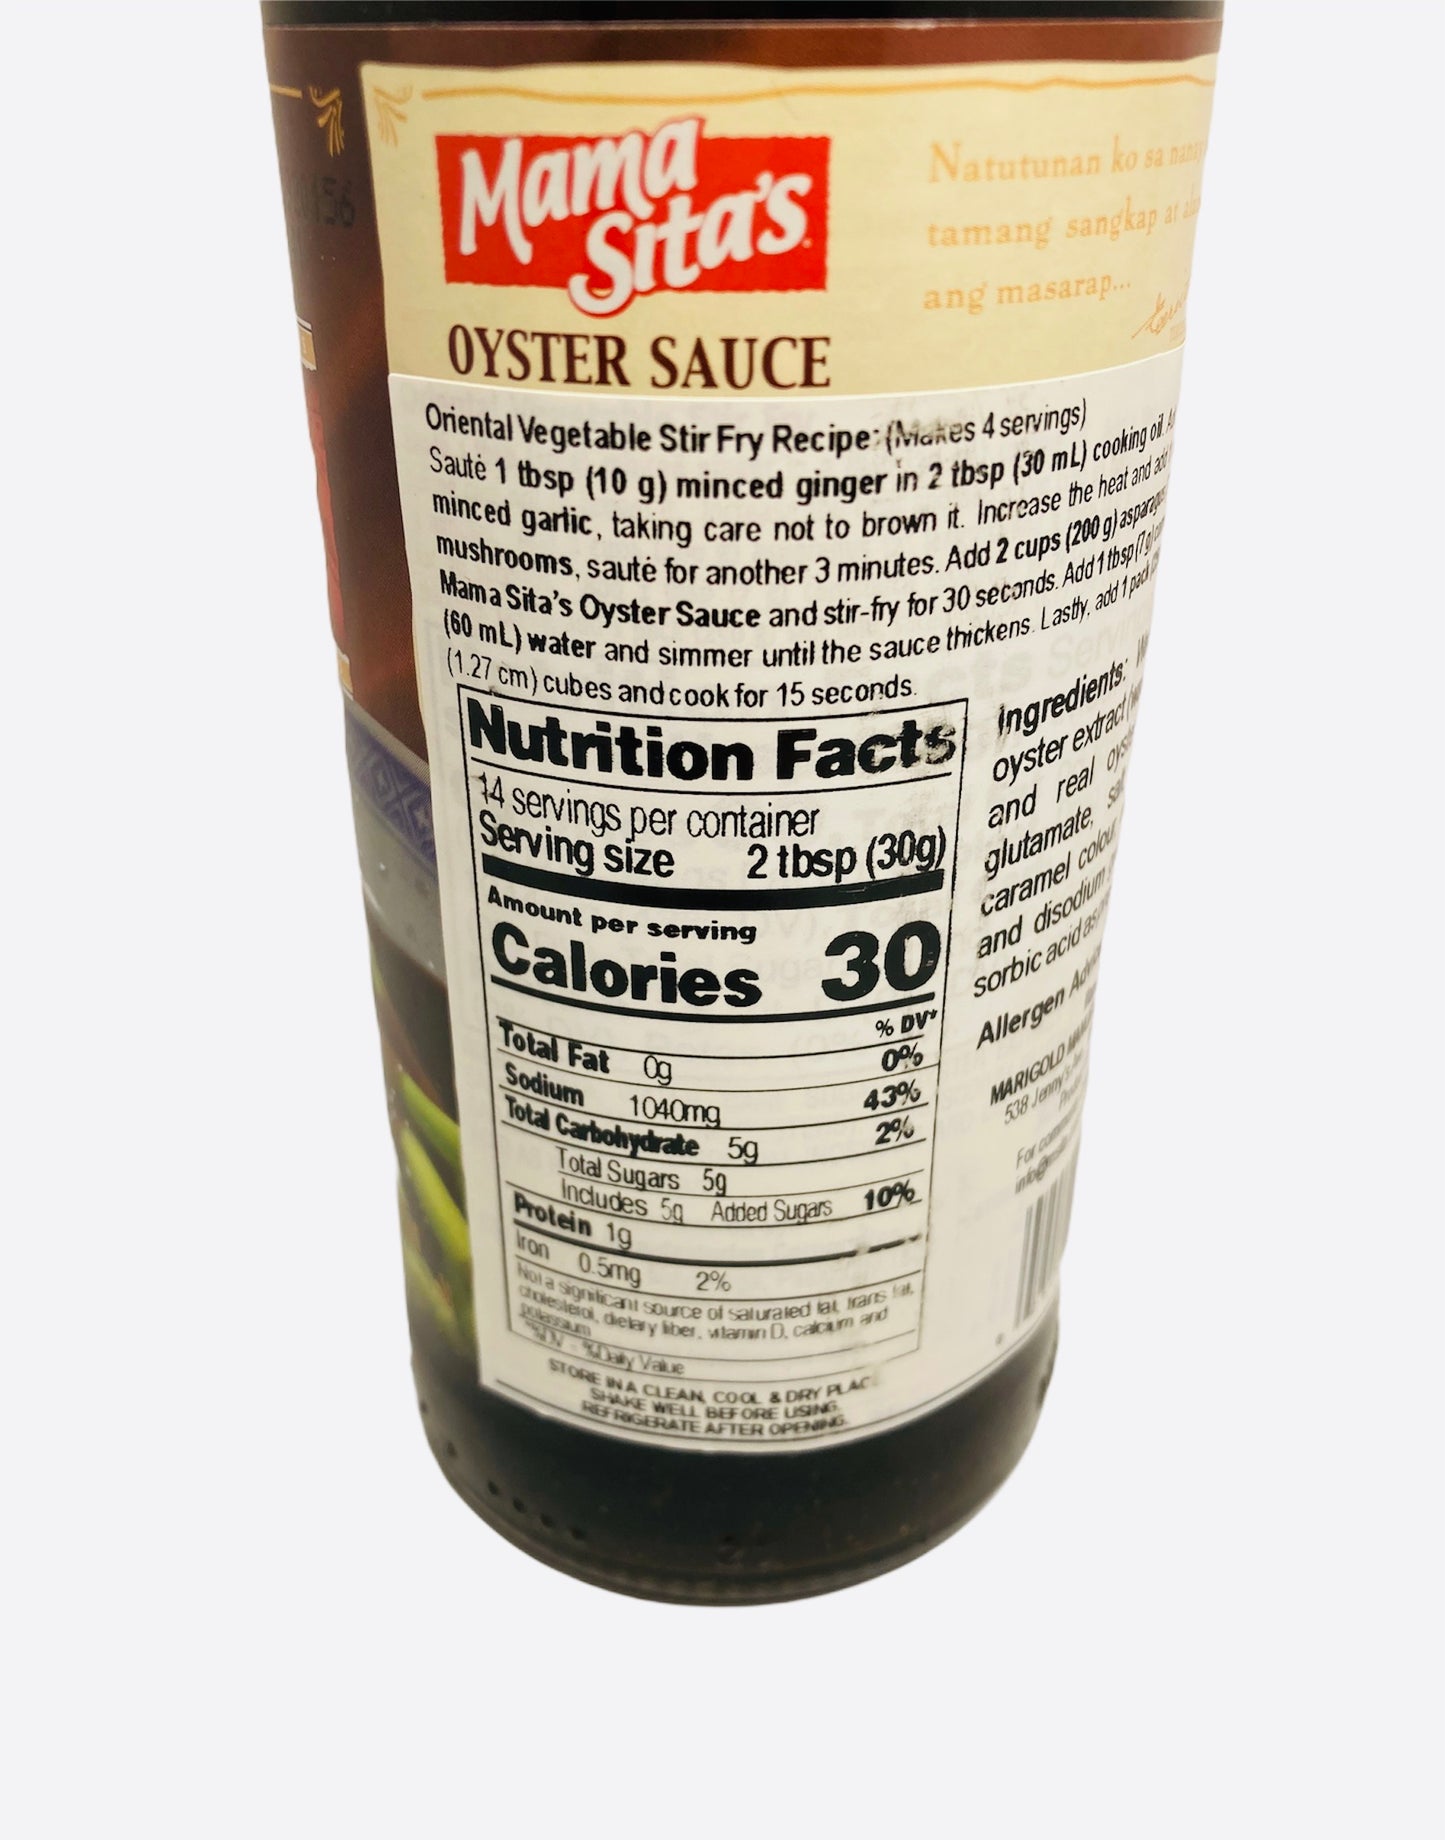 Mama
Sita's
OYSTER SAUCE
Natutunan ko sa
tamang sangkap at
ang masarap...
156
Oriental Vegetable Stir Fry Recipe: (Makes 4 servings)
Sauté 1 tbsp (10 g) minced ginger in 2 tbsp (30 mL) cooking oil.
minced garlic, taking care not to brown it. Increase the heat and add
mushrooms, sauté for another 3 minutes. Add 2 cups (200 g)
Mama Sita's Oyster Sauce and stir-fry for 30 seconds. Add 1 tbsp (7 g)
(60 mL) water and simmer until the sauce thickens. Lastly, add 1 pack
(1.27 cm) cubes and cook for 15 seconds.
Nutrition Facts
14 servings per container
Serving size 2 tbsp (30g)
Amount per serving
Calories 30
% DV*
Total Fat 0g 0%
Sodium 1040mg 43%
Total Carbohydrate 5g 2%
Total Sugars 5g
Includes 5g Added Sugars 10%
Protein 1g
Iron 0.5mg 2%
Not a significant source of saturated fat, trans fat,
cholesterol, dietary fiber, vitamin D, calcium and
potassium
*%DV = %Daily Value
STORE IN A CLEAN, COOL & DRY
SHAKE WELL BEFORE USING.
REFRIGERATE AFTER OPENING.
Ingredients:
oyster extract
and real
glutamate,
caramel
and disodium
sorbic acid
Allergen
MARIGOLD
538 Jenny's
For